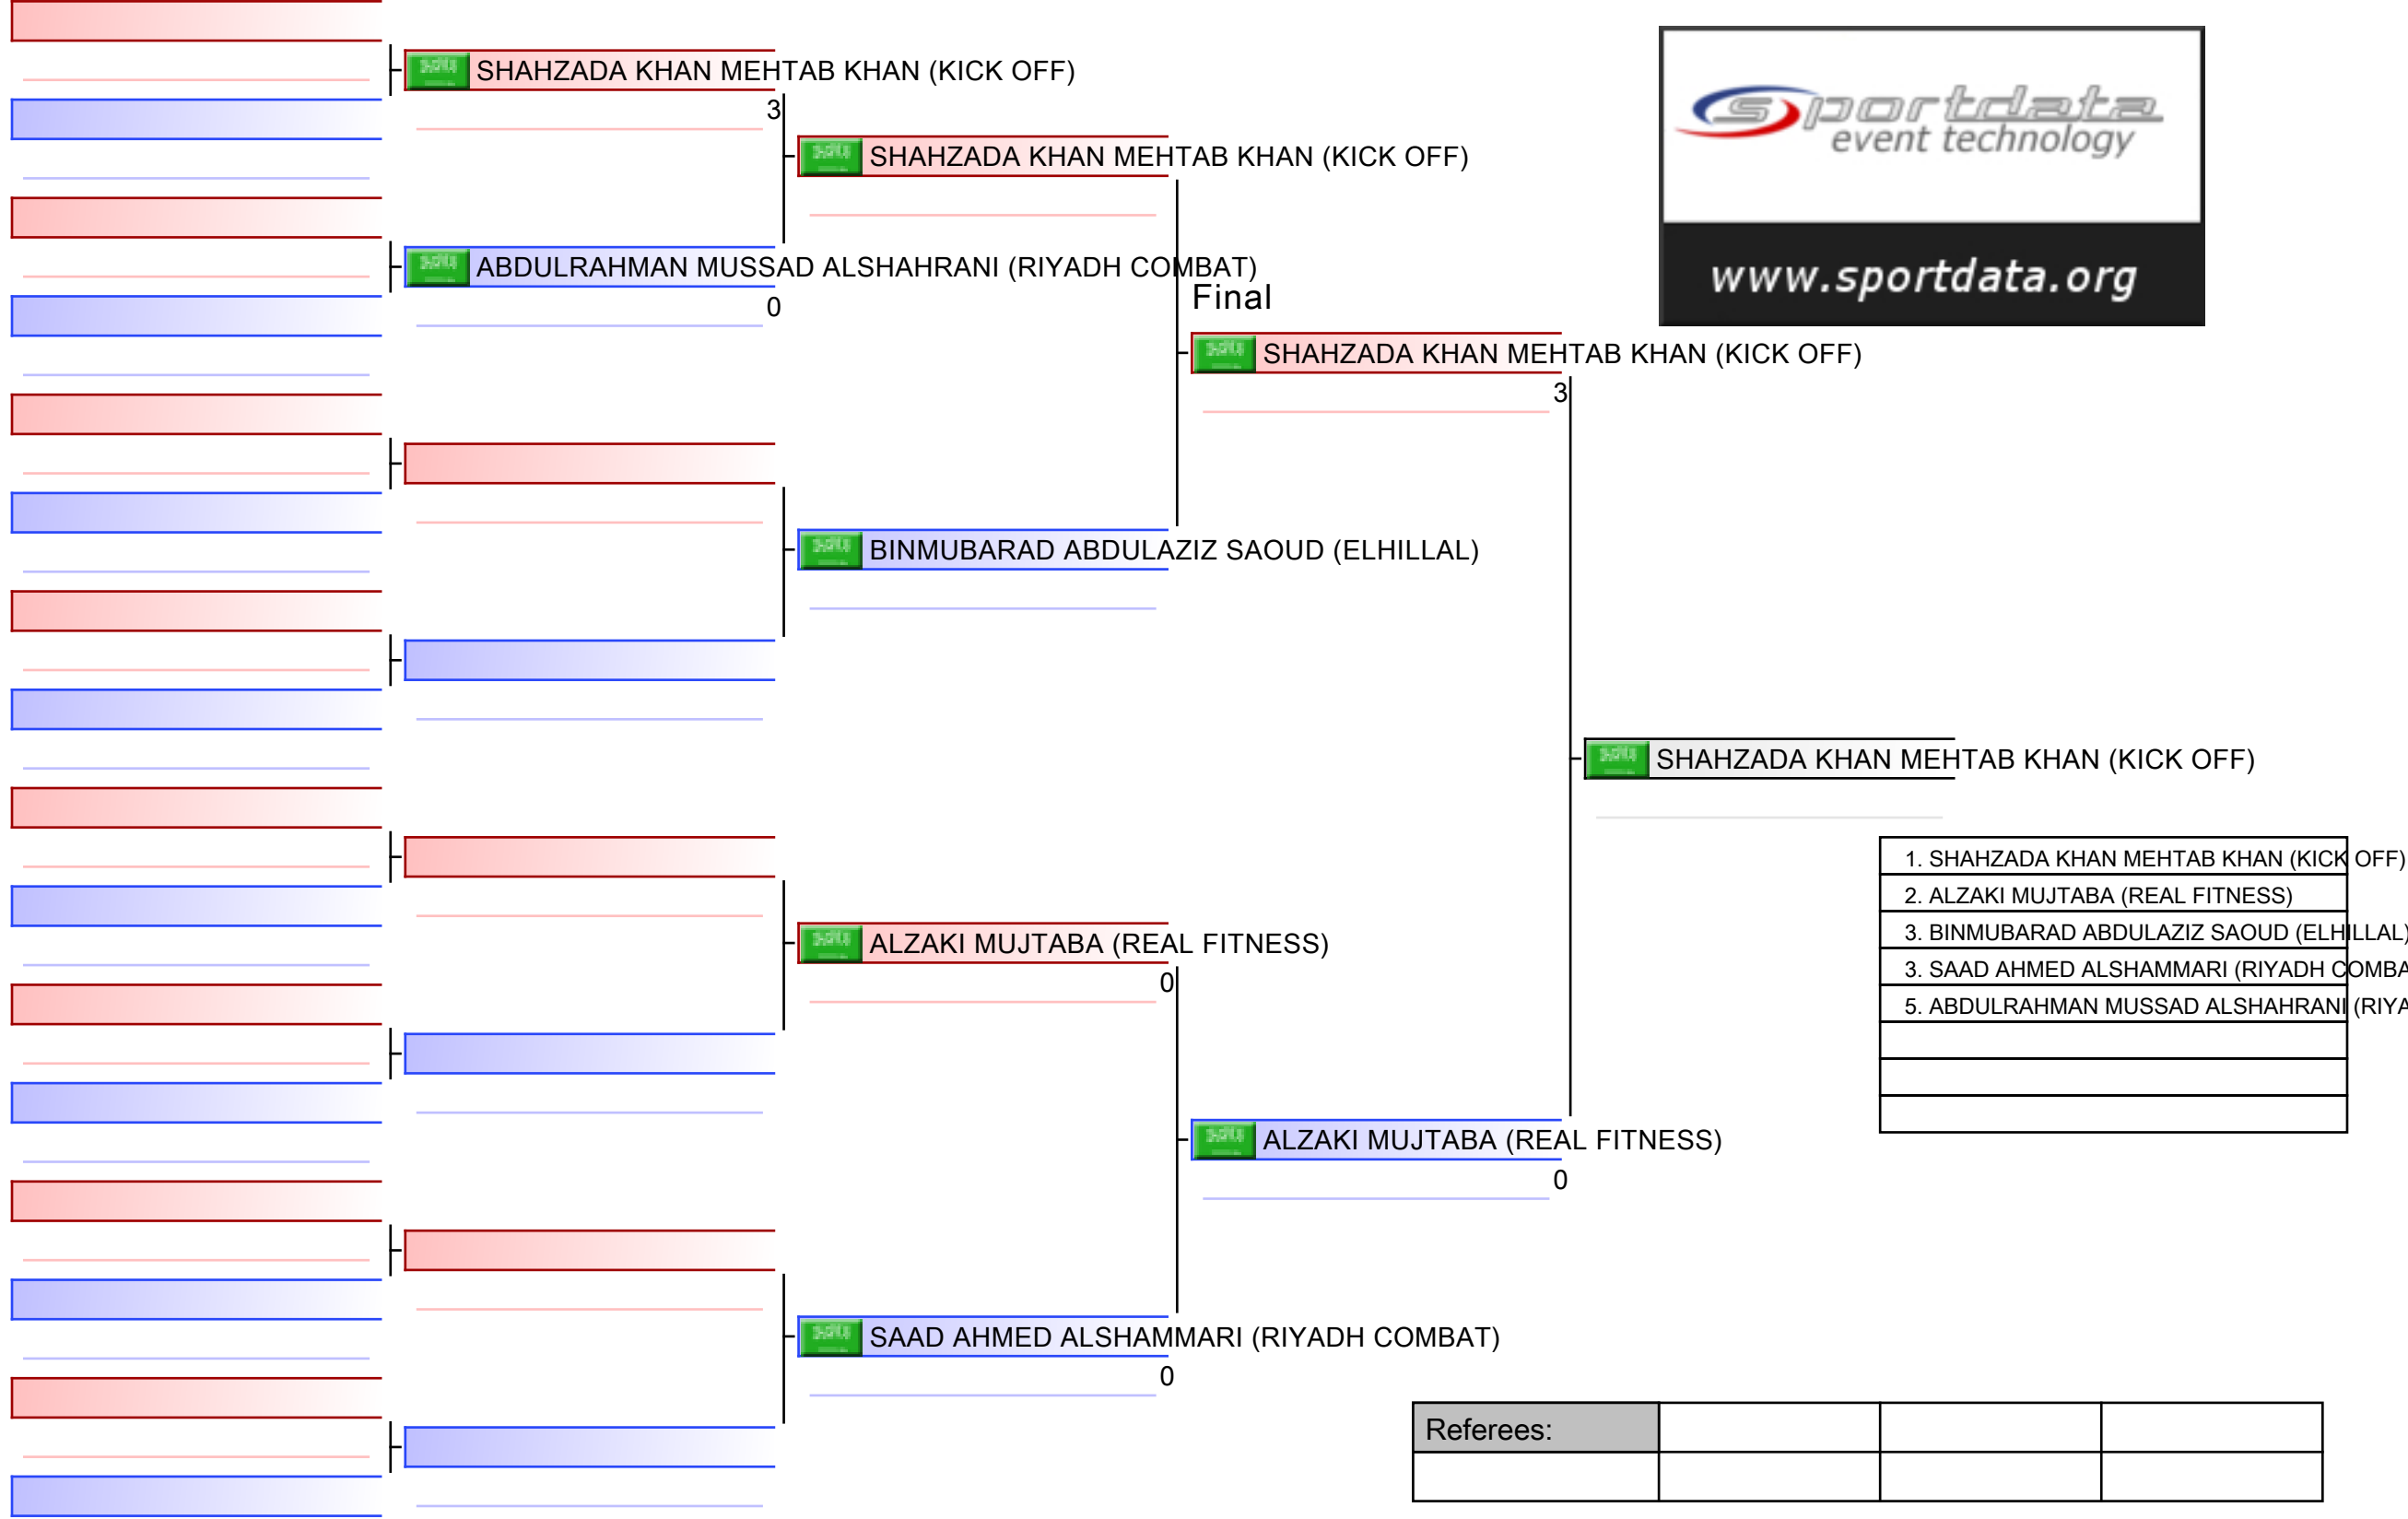 SHAHZADA KHAN MEHTAB KHAN (KICK OFF)
3
SHAHZADA KHAN MEHTAB KHAN (KICK OFF)
ABDULRAHMAN MUSSAD ALSHAHRANI (RIYADH COMBAT)
0
Final
SHAHZADA KHAN MEHTAB KHAN (KICK OFF)
3
BINMUBARAD ABDULAZIZ SAOUD (ELHILLAL)
SHAHZADA KHAN MEHTAB KHAN (KICK OFF)
ALZAKI MUJTABA (REAL FITNESS)
0
ALZAKI MUJTABA (REAL FITNESS)
0
SAAD AHMED ALSHAMMARI (RIYADH COMBAT)
0
sportdata
event technology
www.sportdata.org
1. SHAHZADA KHAN MEHTAB KHAN (KICK OFF)
2. ALZAKI MUJTABA (REAL FITNESS)
3. BINMUBARAD ABDULAZIZ SAOUD (ELHILLAL)
3. SAAD AHMED ALSHAMMARI (RIYADH COMBA
5. ABDULRAHMAN MUSSAD ALSHAHRANI (RIYA
Referees: